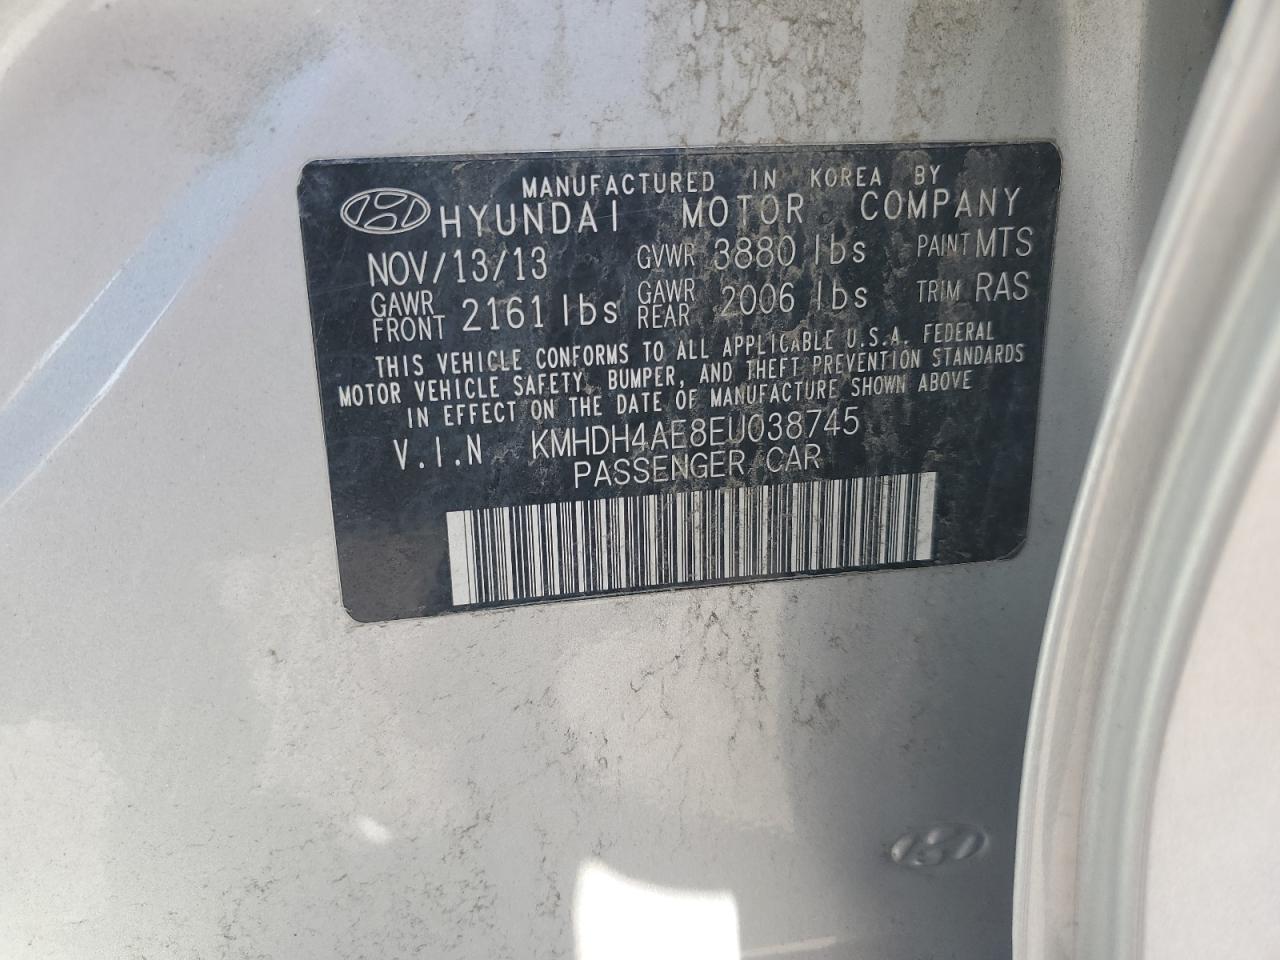 MANUFACTURED IN KOREA BY
HYUNDAI MOTOR COMPANY
NOV/13/13 GVWR 3880 lbs PAINT MTS
GAWR FRONT 2161 lbs GAWR REAR 2006 lbs TRIM RAS
THIS VEHICLE CONFORMS TO ALL APPLICABLE U.S.A. FEDERAL
MOTOR VEHICLE SAFETY, BUMPER, AND THEFT PREVENTION STANDARDS
IN EFFECT ON THE DATE OF MANUFACTURE SHOWN ABOVE
V.I.N KMHDH4AE8EU038745
PASSENGER CAR